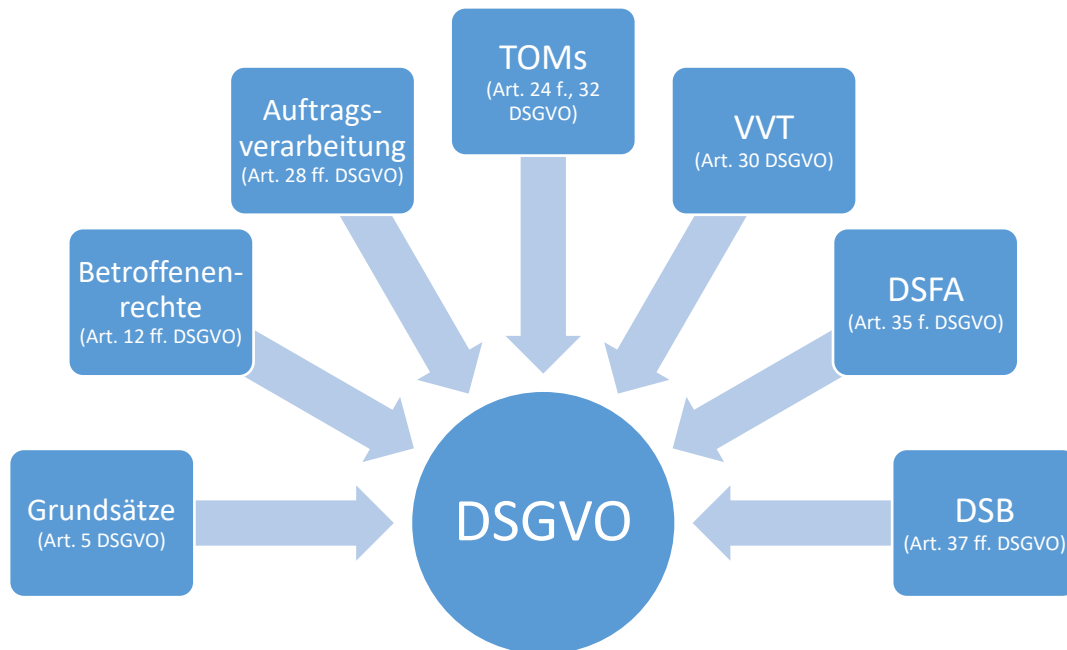 TOMs
(Art. 24 f., 32
DSGVO)
Auftrags-
verarbeitung
(Art. 28 ff. DSGVO)
VVT
(Art. 30 DSGVO)
Betroffenen-
rechte
(Art. 12 ff. DSGVO)
DSFA
(Art. 35 f. DSGVO)
Grundsätze
(Art. 5 DSGVO)
DSGVO
DSB
(Art. 37 ff. DSGVO)